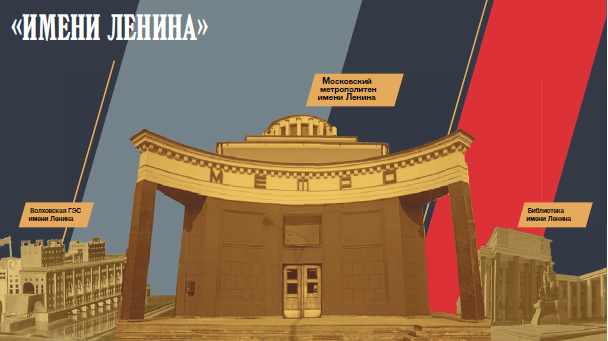 «ИМЕНИ ЛЕНИНА»
Московский
метрополитен
имени Ленина
МЕТРО
Волховская ГЭС
имени Ленина
Библиотека
имени Ленина